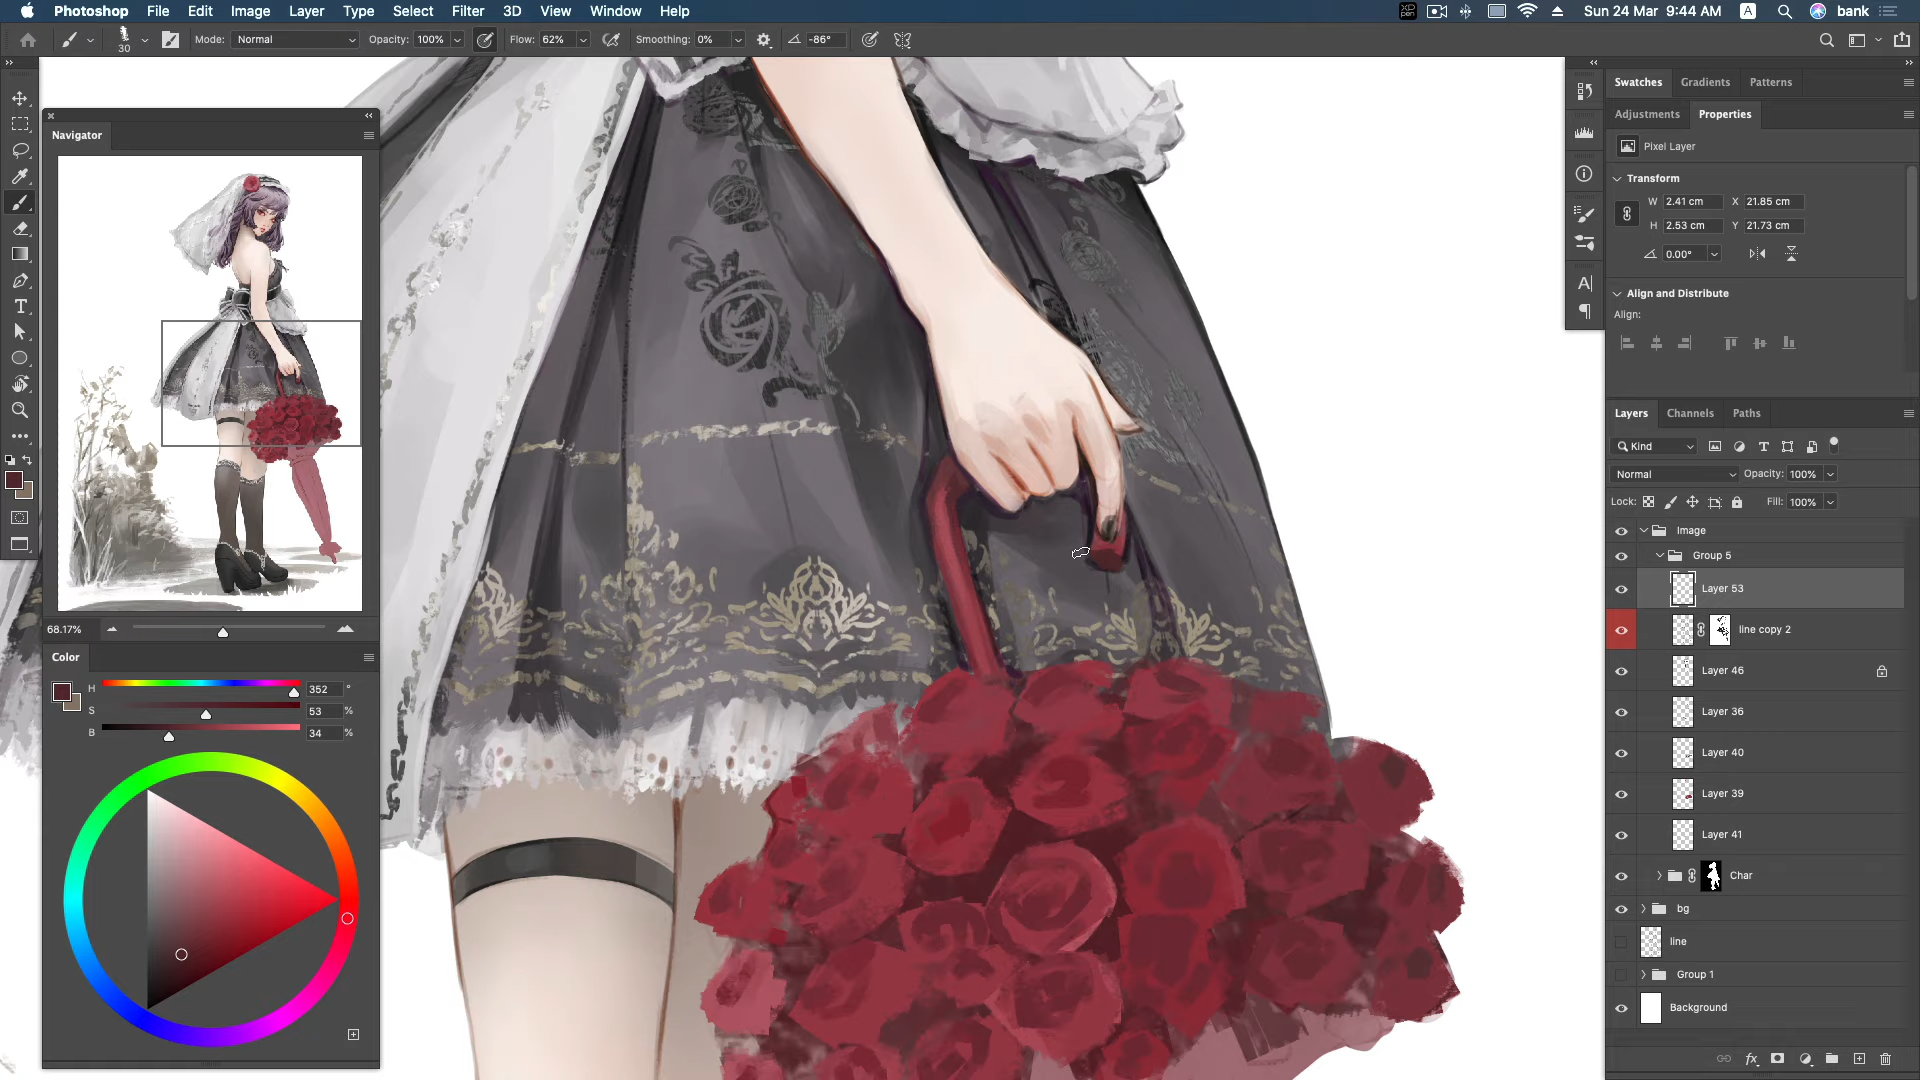 Photoshop File Edit Image Layer Type Select Filter 3D View Window Help
Sun 24 Mar 9:44 AM A bank
30 Mode: Normal Opacity: 100% Flow: 62% Smoothing: 0% -86°
Navigator
68.17%
Color
H 352 °
S 53 %
B 34 %
Swatches Gradients Patterns
Adjustments Properties
Pixel Layer
Transform
W 2.41 cm X 21.85 cm
H 2.53 cm Y 21.73 cm
0.00°
Align and Distribute
Align:
Layers Channels Paths
Kind
Normal Opacity: 100%
Lock: Fill: 100%
Image
Group 5
Layer 53
line copy 2
Layer 46
Layer 36
Layer 40
Layer 39
Layer 41
Char
bg
line
Group 1
Background